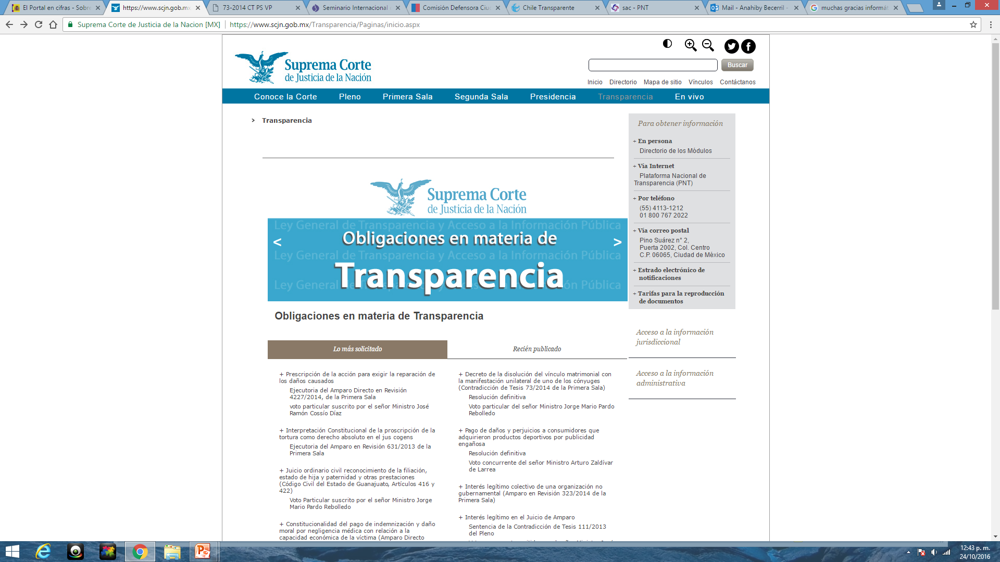 El Portal en cifras - Sobre
https://www.scjn.gob.mx
73-2014 CT PS VP
Seminario Internacional
Comisión Defensora Ciu
Chile Transparente
sac - PNT
Mail - Anahiby Becerril -
muchas gracias informát
Suprema Corte de Justicia de la Nacion [MX]
https://www.scjn.gob.mx/Transparencia/Paginas/inicio.aspx
Suprema Corte
de Justicia de la Nación
Buscar
Inicio Directorio Mapa de sitio Vínculos Contáctanos
Conoce la Corte Pleno Primera Sala Segunda Sala Presidencia Transparencia En vivo
> Transparencia
Suprema Corte
de Justicia de la Nación
Ley General de Transparencia y Acceso a la Información Pública
Obligaciones en materia de
< >
Ley General de Transparencia y Acceso a la Información Pública
Transparencia
Ley General de
ón Pública
Obligaciones en materia de Transparencia
Lo más solicitado
+ Prescripción de la acción para exigir la reparación de
los daños causados
Ejecutoria del Amparo Directo en Revisión
4227/2014, de la Primera Sala
voto particular suscrito por el señor Ministro José
Ramón Cossío Díaz
+ Interpretación Constitucional de la proscripción de la
tortura como derecho absoluto en el jus cogens
Ejecutoria del Amparo en Revisión 631/2013 de la
Primera Sala
+ Juicio ordinario civil reconocimiento de la filiación,
estado de hija y paternidad y otras prestaciones
(Código Civil del Estado de Guanajuato, Artículos 416 y
422)
Voto Particular suscrito por el señor Ministro Jorge
Mario Pardo Rebolledo
+ Constitucionalidad del pago de indemnización y daño
moral por negligencia médica con relación a la
capacidad económica de la víctima (Amparo Directo
Recién publicado
+ Decreto de la disolución del vínculo matrimonial con
la manifestación unilateral de uno de los cónyuges
(Contradicción de Tesis 73/2014 de la Primera Sala)
Resolución definitiva
Voto particular del señor Ministro Jorge Mario Pardo
Rebolledo
+ Pago de daños y perjuicios a consumidores que
adquirieron productos deportivos por publicidad
engañosa
Resolución definitiva
Voto concurrente del señor Ministro Arturo Zaldívar
de Larrea
+ Interés legítimo colectivo de una organización no
gubernamental (Amparo en Revisión 323/2014 de la
Primera Sala)
+ Interés legítimo en el Juicio de Amparo
Sentencia de la Contradicción de Tesis 111/2013
del Pleno
Para obtener información
+ En persona
Directorio de los Módulos
+ Vía Internet
Plataforma Nacional de
Transparencia (PNT)
+ Por teléfono
(55) 4113-1212
01 800 767 2022
+ Vía correo postal
Pino Suárez n° 2,
Puerta 2002, Col. Centro
C.P. 06065, Ciudad de México
+ Estrado electrónico de
notificaciones
+ Tarifas para la reproducción
de documentos
Acceso a la información
jurisdiccional
Acceso a la información
administrativa
12:43 p. m.
24/10/2016